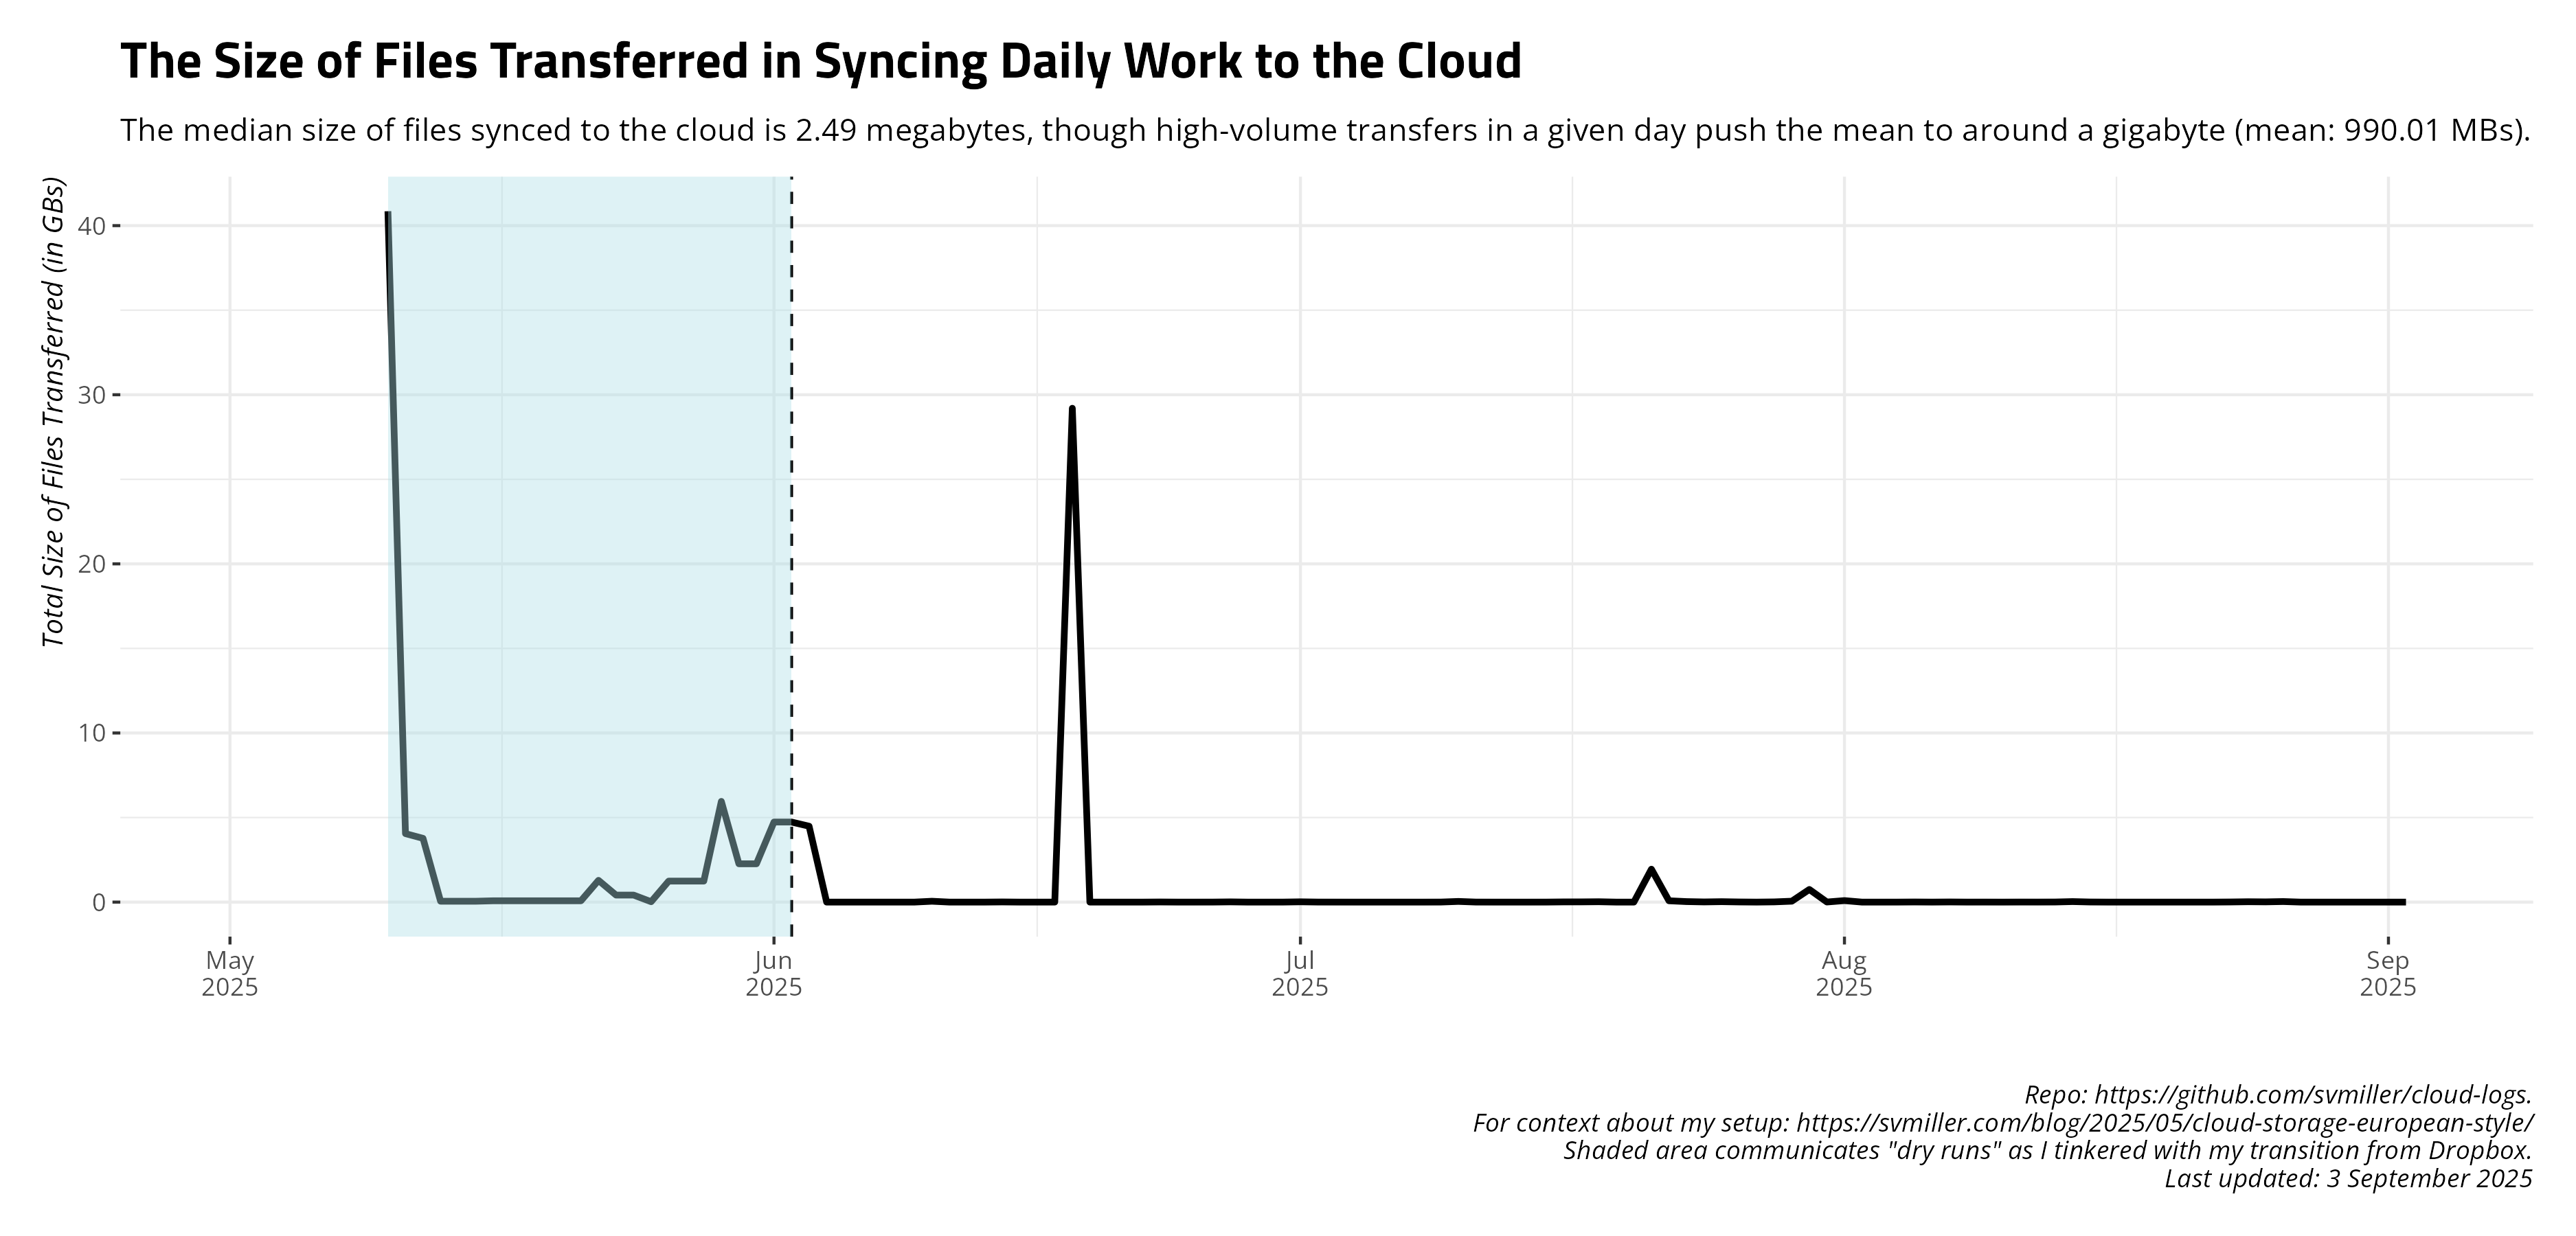 The Size of Files Transferred in Syncing Daily Work to the Cloud
The median size of files synced to the cloud is 2.49 megabytes, though high-volume transfers in a given day push the mean to around a gigabyte (mean: 990.01 MBs).
Total Size of Files Transferred (in GBs)
40
30
20
10
0
May
2025
Jun
2025
Jul
2025
Aug
2025
Sep
2025
Repo: https://github.com/svmiller/cloud-logs.
For context about my setup: https://svmiller.com/blog/2025/05/cloud-storage-european-style/
Shaded area communicates "dry runs" as I tinkered with my transition from Dropbox.
Last updated: 3 September 2025